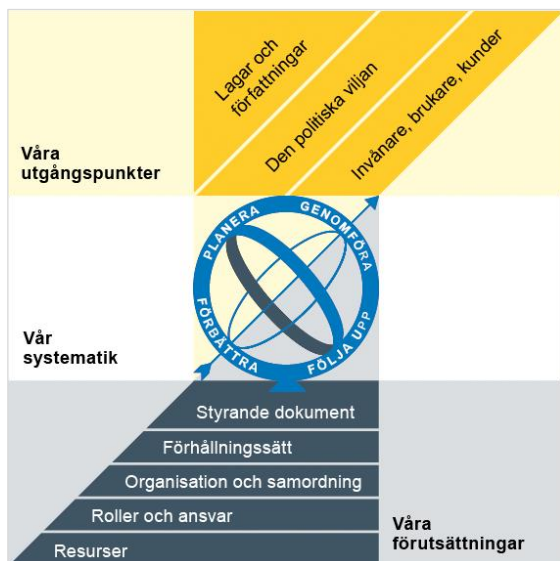 Lagar och
författningar
Den politiska viljan
Invånare, brukare, kunder
Våra
utgångspunkter
PLANERA
GENOMFÖRA
FÖRBÄTTRA
FÖLJA UPP
Vår
systematik
Styrande dokument
Förhållningssätt
Organisation och samordning
Roller och ansvar
Resurser
Våra
förutsättningar